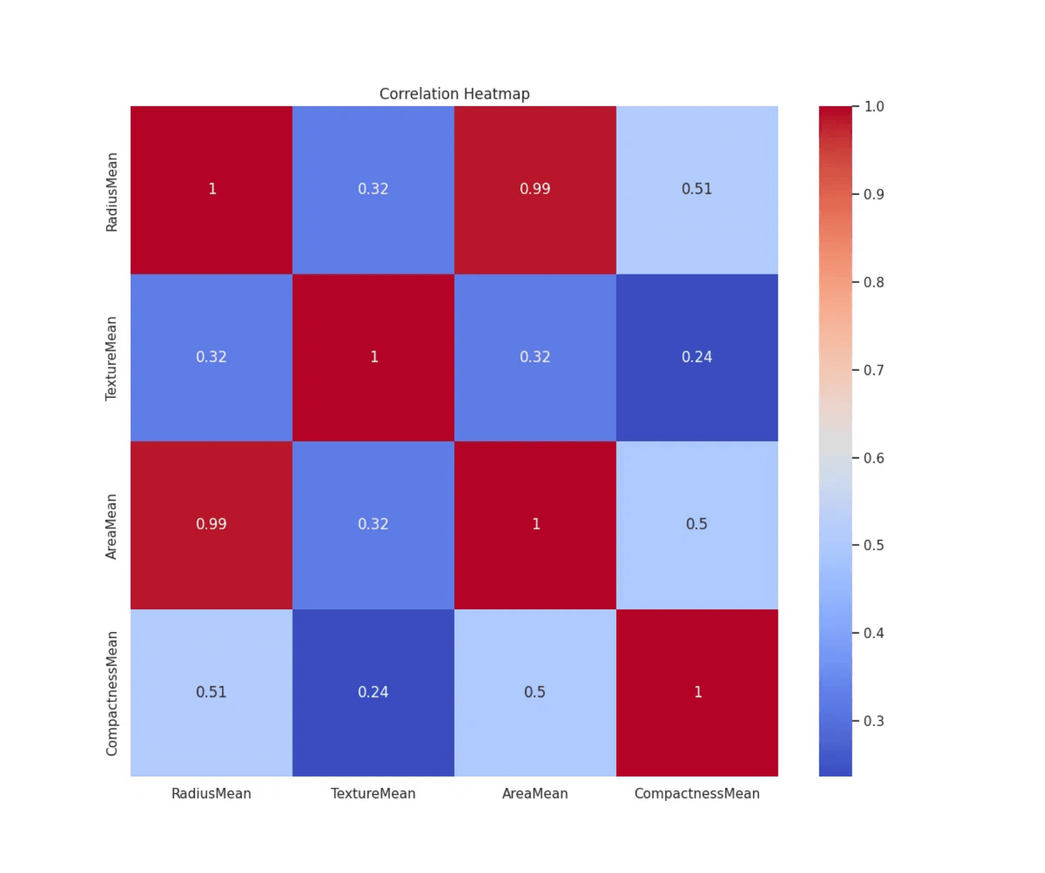 Correlation Heatmap
RadiusMean
1
0.32
0.99
0.51
TextureMean
0.32
1
0.32
0.24
AreaMean
0.99
0.32
1
0.5
CompactnessMean
0.51
0.24
0.5
1
RadiusMean
TextureMean
AreaMean
CompactnessMean
1.0
0.9
0.8
0.7
0.6
0.5
0.4
0.3